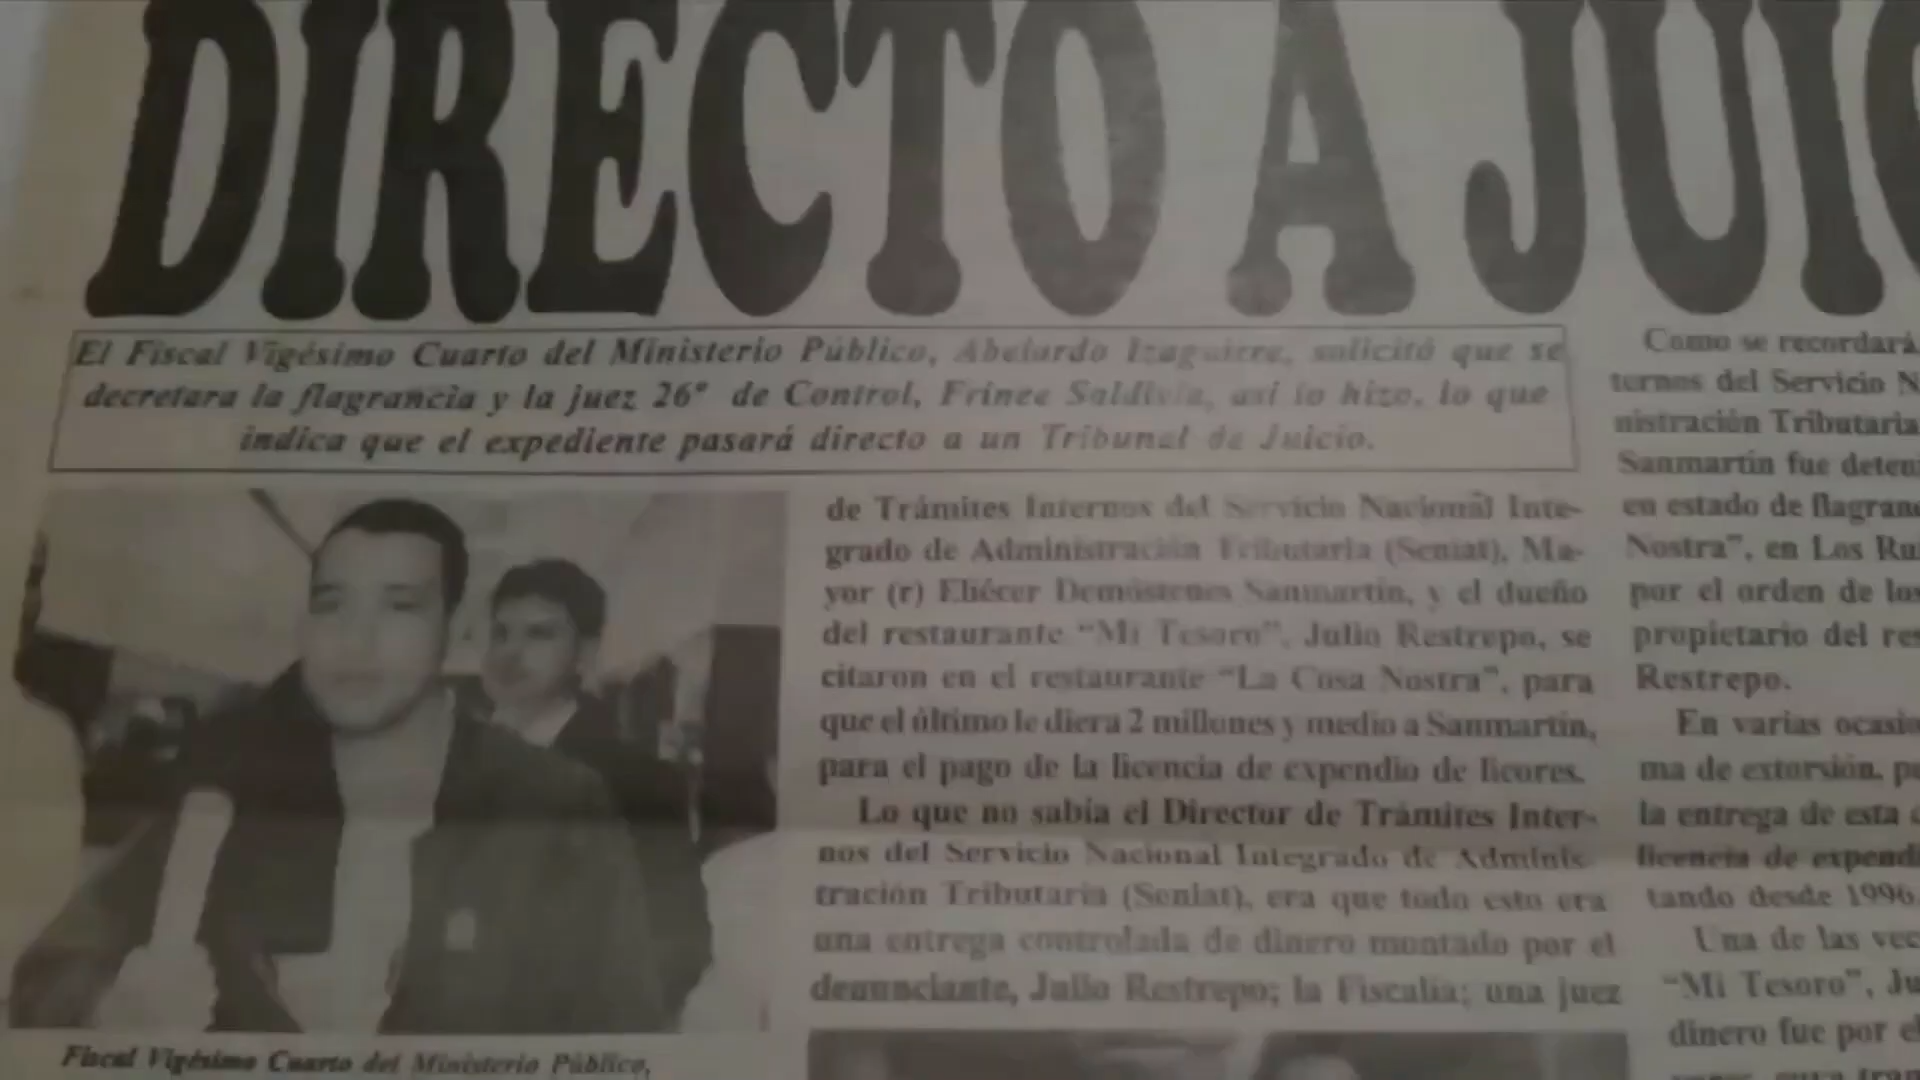 DIRECTO A JUIC
El Fiscal Vigésimo Cuarto del Ministerio Público, Abelardo Izaguirre, solicitó que se
decretara la flagrancia y la juez 26° de Control, Frinee Saldivia, así lo hizo, lo que
indica que el expediente pasará directo a un Tribunal de Juicio.
Fiscal Vigésimo Cuarto del Ministerio Público,
de Trámites Internos del Servicio Nacional Inte-
grado de Administración Tributaria (Seniat), Ma-
yor (r) Eliécer Demóstenes Sanmartín, y el dueño
del restaurante “Mi Tesoro”, Julio Restrepo, se
citaron en el restaurante “La Cosa Nostra”, para
que el último le diera 2 millones y medio a Sanmartín,
para el pago de la licencia de expendio de licores.
Lo que no sabía el Director de Trámites Inter-
nos del Servicio Nacional Integrado de Adminis-
tración Tributaria (Seniat), era que todo esto era
una entrega controlada de dinero montado por el
denunciante, Julio Restrepo; la Fiscalía; una juez
Como se recordará,
ternos del Servicio N
nistración Tributaria
Sanmartín fue deteni
en estado de flagran
Nostra”, en Los Ru
por el orden de los
propietario del res
Restrepo.
En varias ocasio
ma de extorsión, p
la entrega de esta
licencia de expendi
tando desde 1996.
Una de las vec
“Mi Tesoro”, Ju
dinero fue por el